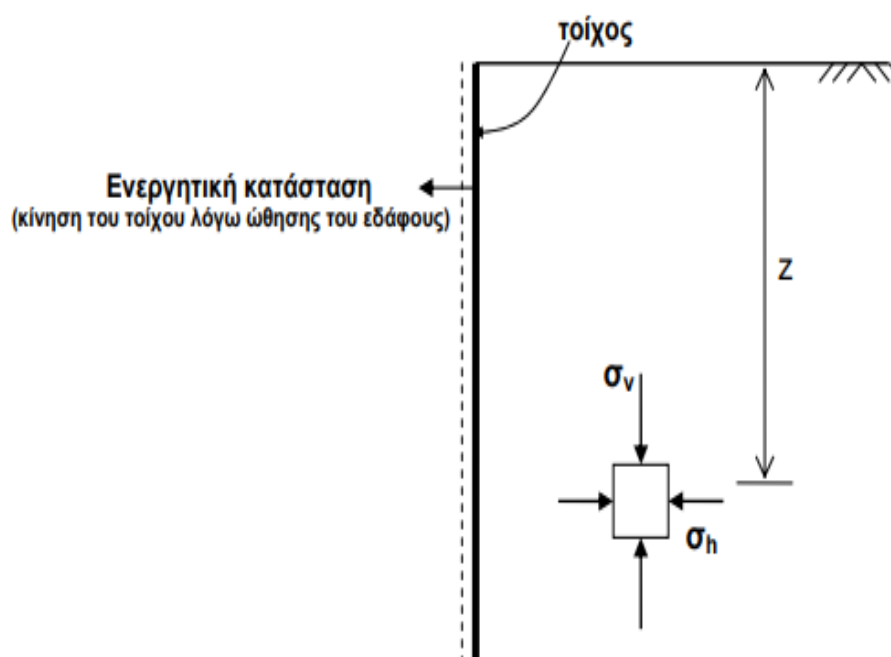 τοίχος
Ενεργητική κατάσταση
(κίνηση του τοίχου λόγω ώθησης του εδάφους)
z
σv
σh